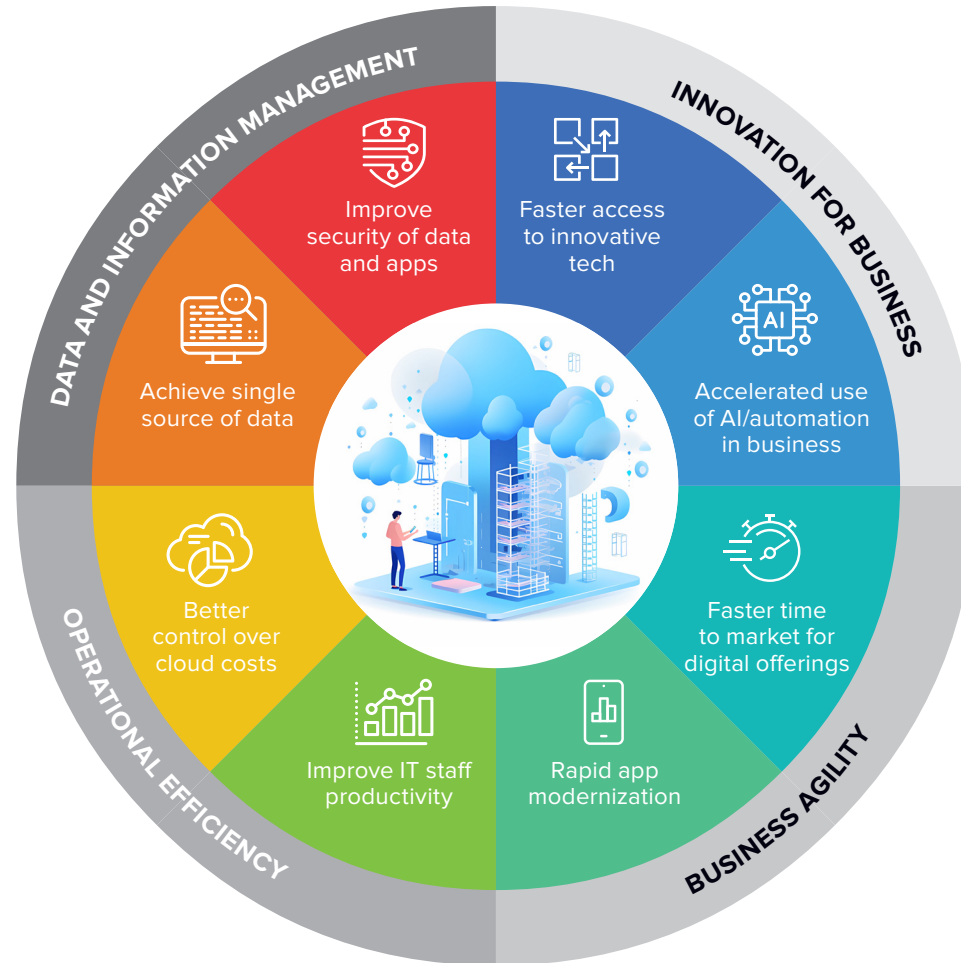 DATA AND INFORMATION MANAGEMENT
INNOVATION FOR BUSINESS
Improve
security of data
and apps
Faster access
to innovative
tech
Achieve single
source of data
AI
Accelerated use
of AI/automation
in business
Better
control over
cloud costs
Faster time
to market for
digital offerings
Improve IT staff
productivity
Rapid app
modernization
OPERATIONAL EFFICIENCY
BUSINESS AGILITY